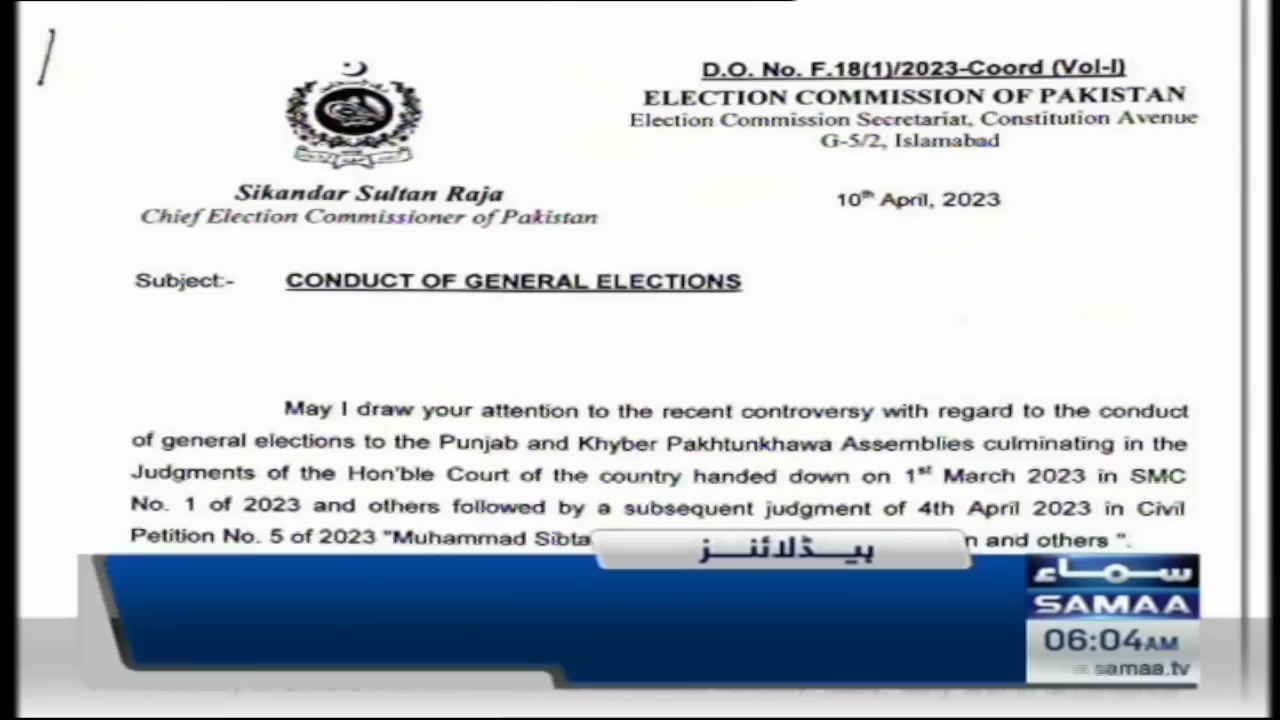 D.O. No. F.18(1)/2023-Coord (Vol-I)
ELECTION COMMISSION OF PAKISTAN
Election Commission Secretariat, Constitution Avenue
G-5/2, Islamabad
Sikandar Sultan Raja
Chief Election Commissioner of Pakistan
10th April, 2023
Subject:- CONDUCT OF GENERAL ELECTIONS
May I draw your attention to the recent controversy with regard to the conduct
of general elections to the Punjab and Khyber Pakhtunkhawa Assemblies culminating in the
Judgments of the Hon'ble Court of the country handed down on 1st March 2023 in SMC
No. 1 of 2023 and others followed by a subsequent judgment of 4th April 2023 in Civil
Petition No. 5 of 2023 "Muhammad Sibta n and others ".
ہیڈلائنز
سماء
SAMAA
06:04AM
samaa.tv